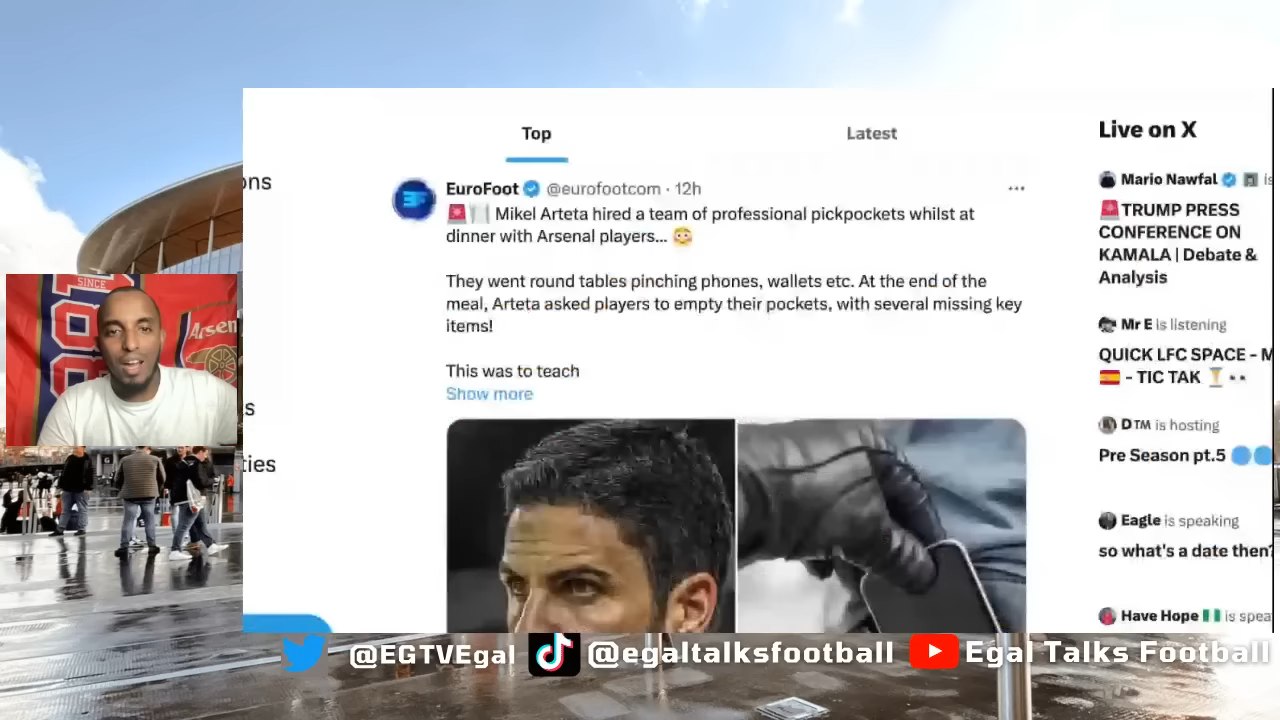 ons
s
ties
SINCE
Arsen
Top
Latest
EuroFoot @eurofootcom · 12h
🚨🍽️ Mikel Arteta hired a team of professional pickpockets whilst at
dinner with Arsenal players... 😳
They went round tables pinching phones, wallets etc. At the end of the
meal, Arteta asked players to empty their pockets, with several missing key
items!
This was to teach
Show more
Live on X
Mario Nawfal is
🚨TRUMP PRESS
CONFERENCE ON
KAMALA | Debate &
Analysis
Mr E is listening
QUICK LFC SPACE - M
🇪🇸 - TIC TAK ⏳ 👀
D™ is hosting
Pre Season pt.5 🔵🔵
Eagle is speaking
so what's a date then?
Have Hope 🇳🇬 is spea
@EGTVEgal
@egaltalksfootball
Egal Talks Football